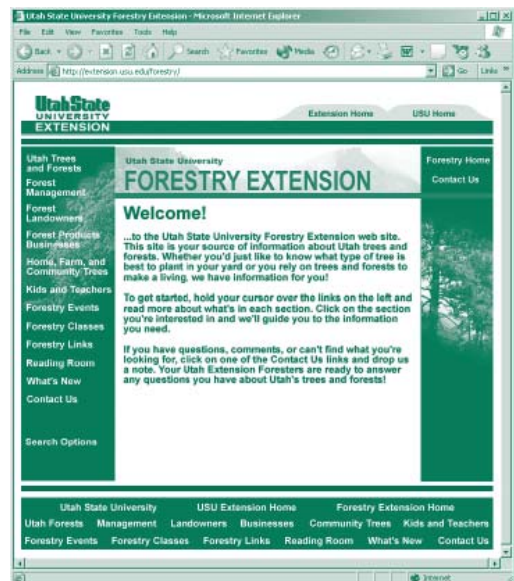 Utah State University Forestry Extension - Microsoft Internet Explorer
File Edit View Favorites Tools Help
Back Search Favorites Media
Address http://extension.usu.edu/forestry/ Go Links »
UtahState
UNIVERSITY
EXTENSION
Extension Home USU Home
Utah Trees
and Forests
Forest
Management
Forest
Landowners
Forest Products
Businesses
Home, Farm, and
Community Trees
Kids and Teachers
Forestry Events
Forestry Classes
Forestry Links
Reading Room
What's New
Contact Us
Search Options
Utah State University
FORESTRY EXTENSION
Welcome!
...to the Utah State University Forestry Extension web site.
This site is your source of information about Utah trees and
forests. Whether you'd just like to know what type of tree is
best to plant in your yard or you rely on trees and forests to
make a living, we have information for you!
To get started, hold your cursor over the links on the left and
read more about what's in each section. Click on the section
you're interested in and we'll guide you to the information
you need.
If you have questions, comments, or can't find what you're
looking for, click on one of the Contact Us links and drop us
a note. Your Utah Extension Foresters are ready to answer
any questions you have about Utah's trees and forests!
Forestry Home
Contact Us
Utah State University USU Extension Home Forestry Extension Home
Utah Forests Management Landowners Businesses Community Trees Kids and Teachers
Forestry Events Forestry Classes Forestry Links Reading Room What's New Contact Us
Internet